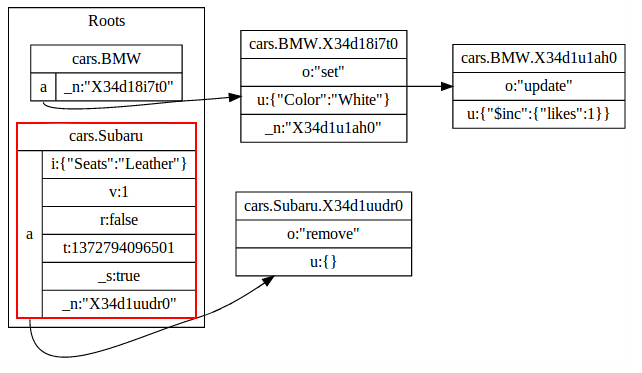 Roots
cars.BMW
a
_n:"X34d18i7t0"
cars.Subaru
a
i:{"Seats":"Leather"}
v:1
r:false
t:1372794096501
_s:true
_n:"X34d1uudr0"
cars.BMW.X34d18i7t0
o:"set"
u:{"Color":"White"}
_n:"X34d1u1ah0"
cars.BMW.X34d1u1ah0
o:"update"
u:{"$inc":{"likes":1}}
cars.Subaru.X34d1uudr0
o:"remove"
u:{}